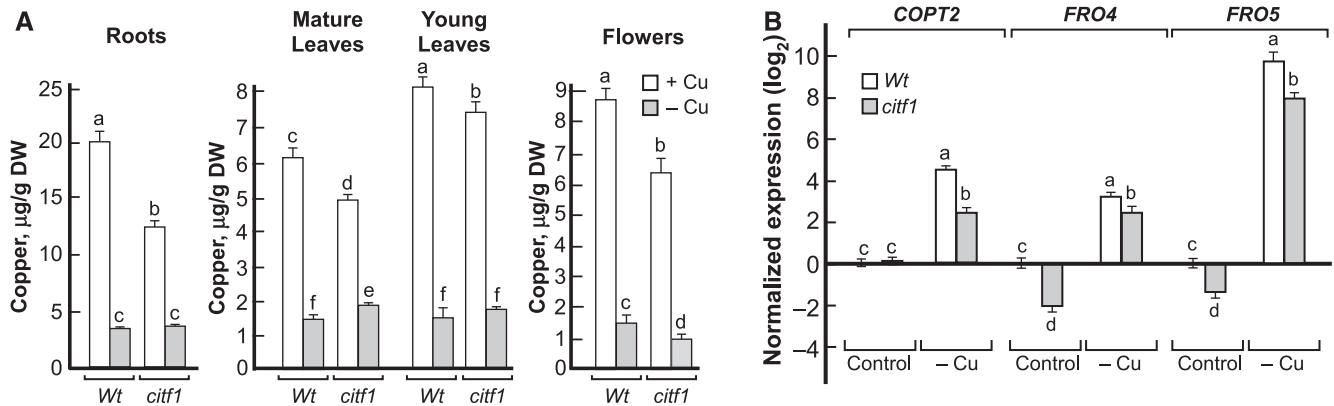 A
Roots
Mature Leaves
Young Leaves
Flowers
+ Cu
– Cu
Copper, µg/g DW
25
20
15
10
5
0
a
c
b
c
Wt
citf1
Copper, µg/g DW
8
7
6
5
4
3
2
1
0
c
f
d
e
a
f
b
f
Wt
citf1
Wt
citf1
Copper, µg/g DW
9
8
7
6
5
4
3
2
1
0
a
c
b
d
Wt
citf1
B
COPT2
FRO4
FRO5
Wt
citf1
Normalized expression (log2)
10
8
6
4
2
0
–2
–4
c
c
a
b
c
d
a
b
c
d
a
b
Control
– Cu
Control
– Cu
Control
– Cu